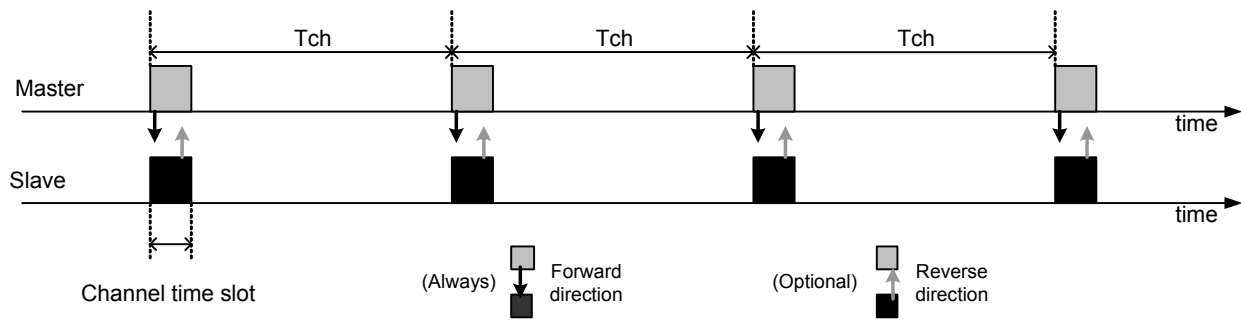 Tch
Tch
Tch
Master
time
Slave
time
Channel time slot
(Always)
Forward
direction
(Optional)
Reverse
direction